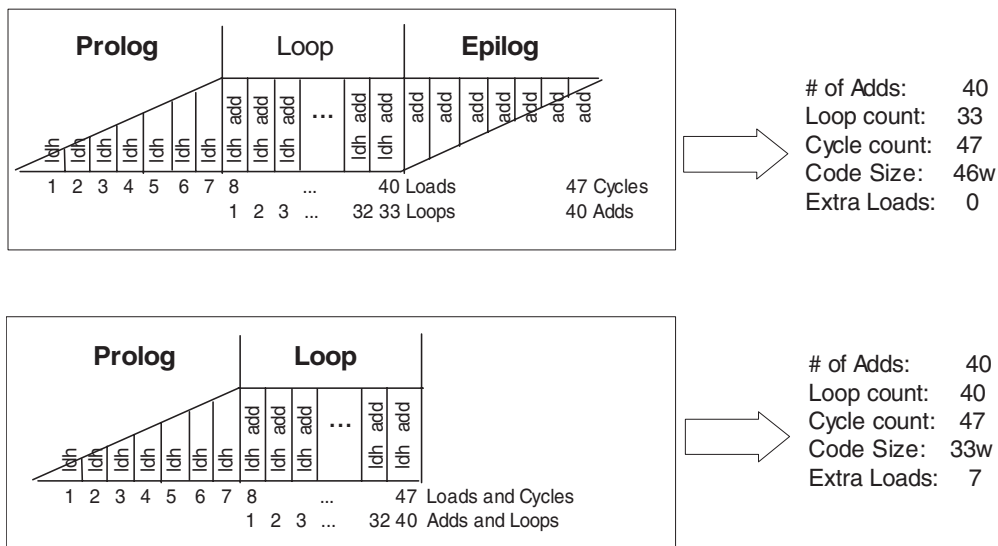 Prolog Loop Epilog
ldh ldh ldh ldh ldh ldh ldh ldh add ldh add ldh add ... ldh add ldh add add add add add add add add
1 2 3 4 5 6 7 8 ... 40 Loads 47 Cycles
1 2 3 ... 32 33 Loops 40 Adds
# of Adds: 40
Loop count: 33
Cycle count: 47
Code Size: 46w
Extra Loads: 0
Prolog Loop
ldh ldh ldh ldh ldh ldh ldh ldh add ldh add ldh add ... ldh add ldh add
1 2 3 4 5 6 7 8 ... 47 Loads and Cycles
1 2 3 ... 32 40 Adds and Loops
# of Adds: 40
Loop count: 40
Cycle count: 47
Code Size: 33w
Extra Loads: 7